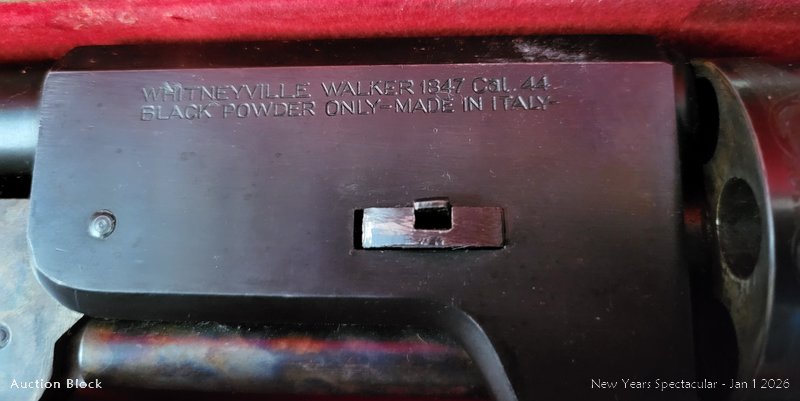 WHITNEYVILLE WALKER 1847 Cal. 44
BLACK POWDER ONLY-MADE IN ITALY-
Auction Block
New Years Spectacular - Jan 1 2026